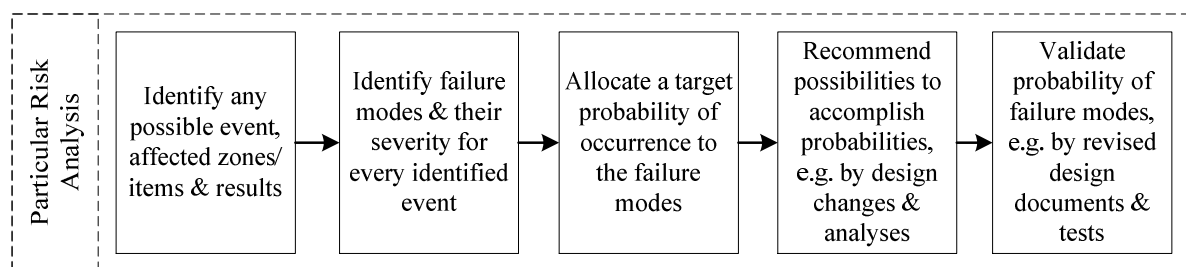 Particular Risk
Analysis
Identify any
possible event,
affected zones/
items & results
Identify failure
modes & their
severity for
every identified
event
Allocate a target
probability of
occurrence to
the failure
modes
Recommend
possibilities to
accomplish
probabilities,
e.g. by design
changes &
analyses
Validate
probability of
failure modes,
e.g. by revised
design
documents &
tests